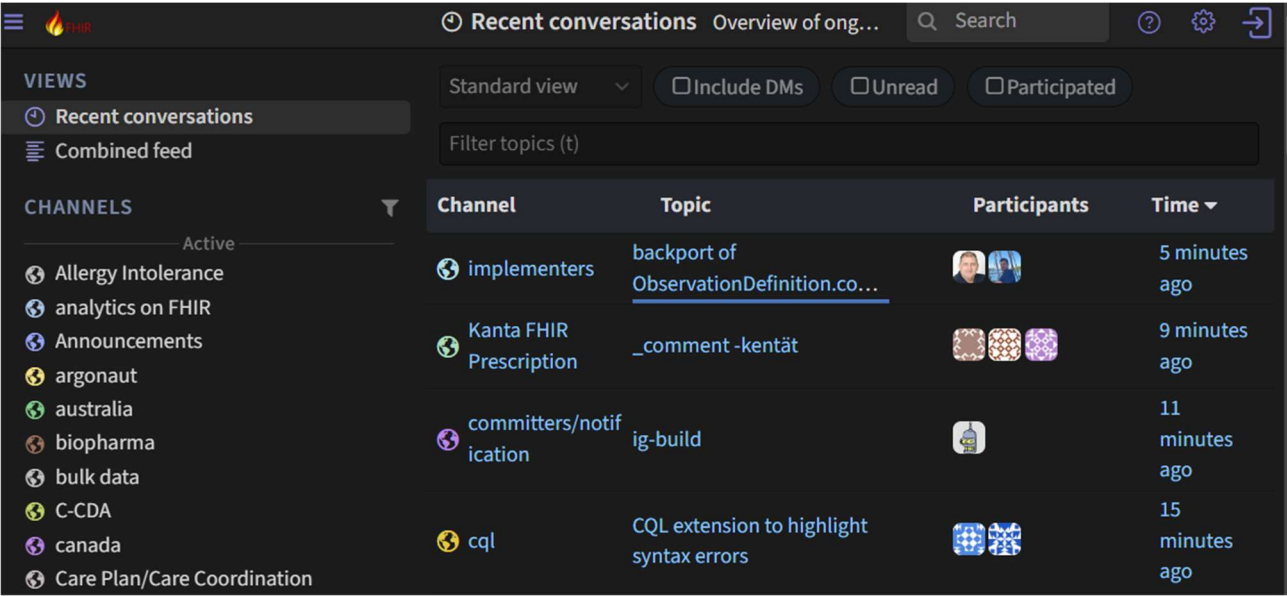 FHIR
Recent conversations Overview of ong...
Search
VIEWS
Recent conversations
Combined feed
CHANNELS
Active
Allergy Intolerance
analytics on FHIR
Announcements
argonaut
australia
biopharma
bulk data
C-CDA
canada
Care Plan/Care Coordination
Standard view
Include DMs
Unread
Participated
Filter topics (t)
Channel Topic Participants Time
implementers
backport of
ObservationDefinition.co...
5 minutes
ago
Kanta FHIR
Prescription
_comment -kentät
9 minutes
ago
committers/notif
ication
ig-build
11
minutes
ago
cql
CQL extension to highlight
syntax errors
15
minutes
ago